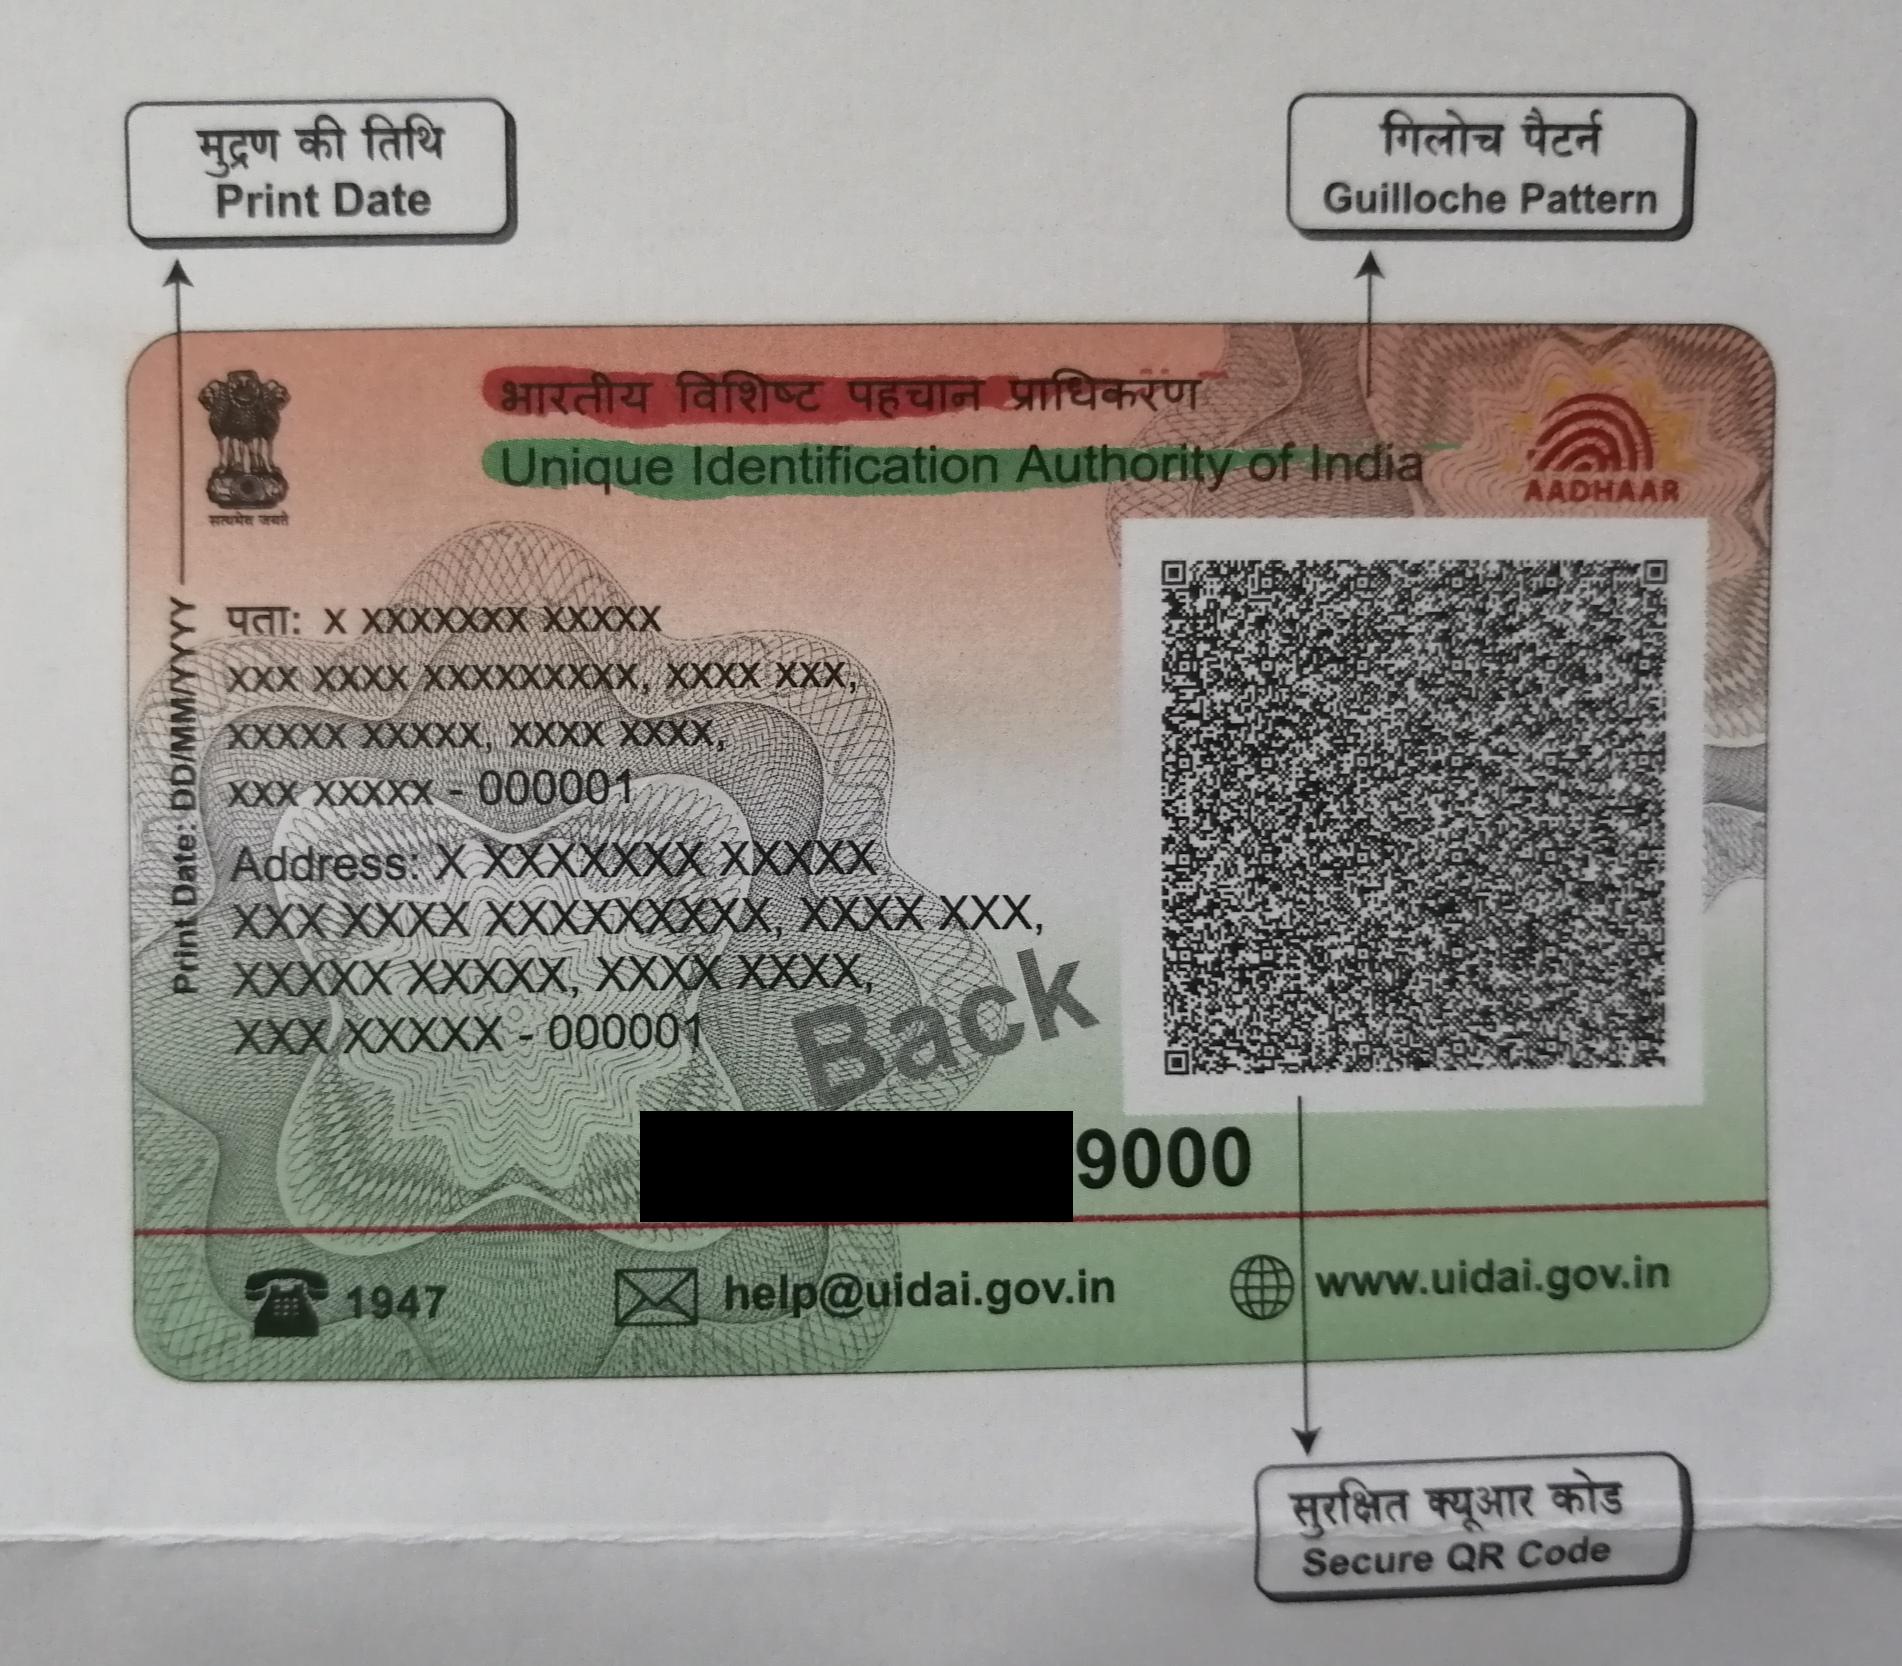 मुद्रण की तिथि
Print Date
गिलोच पैटर्न
Guilloche Pattern
भारतीय विशिष्ट पहचान प्राधिकरण
Unique Identification Authority of India
सत्यमेव जयते
AADHAAR
Print Date: DD/MM/YYYY
पता: X XXXXXXX XXXXX
XXX XXXX XXXXXXXXX, XXXX XXX,
XXXXX XXXXX, XXXX XXXX,
XXX XXXXX - 000001
Address: X XXXXXXX XXXXX
XXX XXXX XXXXXXXXX, XXXX XXX,
XXXXX XXXXX, XXXX XXXX,
XXX XXXXX - 000001
Back
9000
1947
help@uidai.gov.in
www.uidai.gov.in
सुरक्षित क्यूआर कोड
Secure QR Code